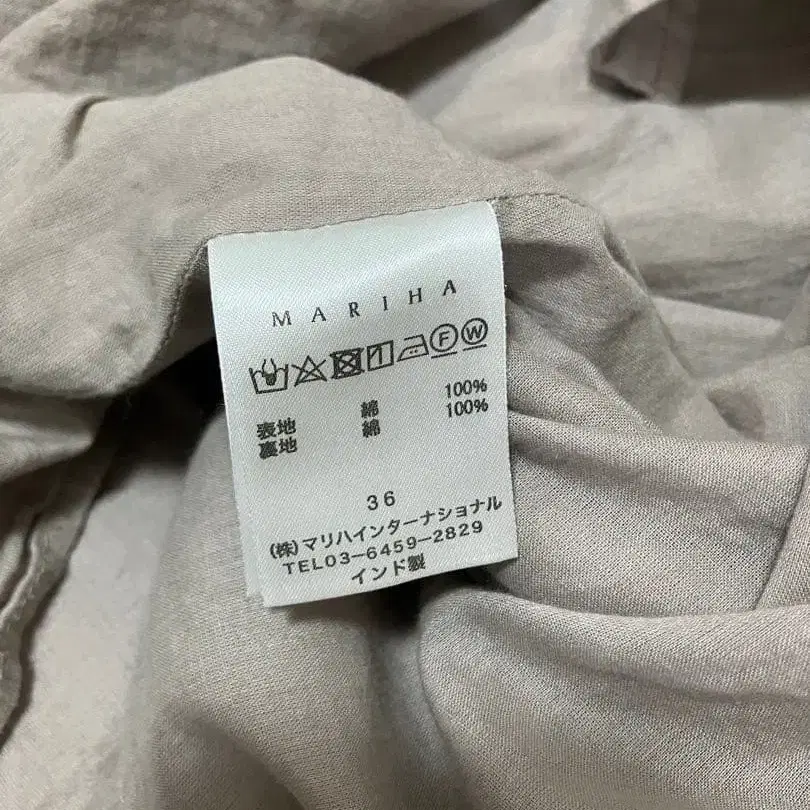 MARIHA
F W
表地 綿 100%
裏地 綿 100%
36
(株)マリハインターナショナル
TEL03-6459-2829
インド製